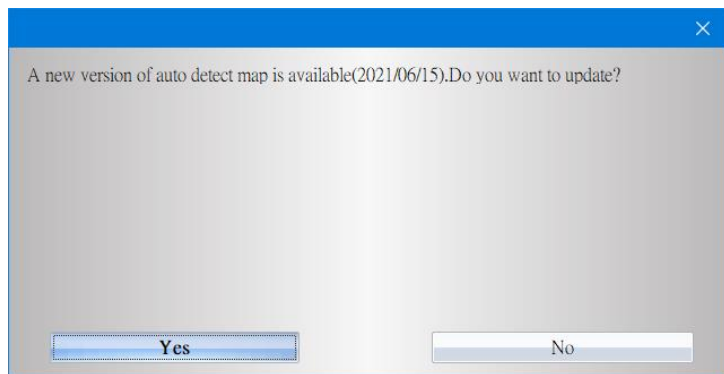 A new version of auto detect map is available(2021/06/15).Do you want to update?
Yes
No